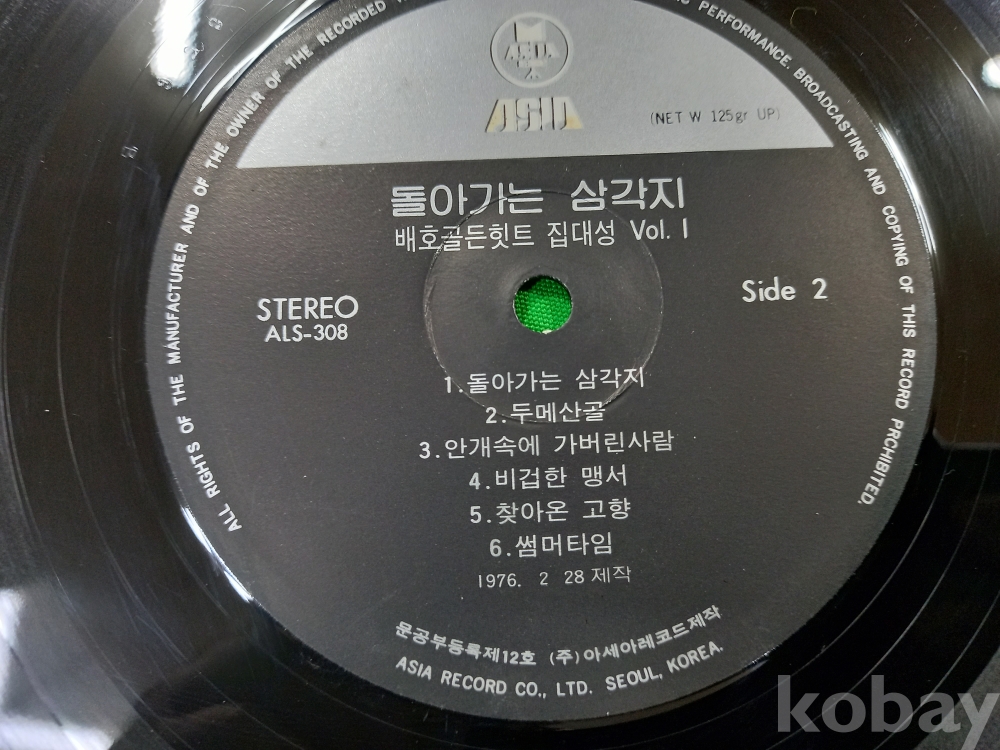 ASIA
ASIA
(NET W 125gr UP)
돌아가는 삼각지
배호골든힛트 집대성 Vol. I
STEREO
ALS-308
Side 2
1.돌아가는 삼각지
2.두메산골
3.안개속에 가버린사람
4.비겁한 맹서
5.찾아온 고향
6.썸머타임
1976. 2 28 제작
문공부등록제12호 (주)아세아레코드제작
ASIA RECORD CO., LTD. SEOUL, KOREA.
ALL RIGHTS OF THE MANUFACTURER AND OF THE OWNER OF THE RECORDED
PERFORMANCE. BROADCASTING AND COPYING OF THIS RECORD PRCHIBITED.
kobay